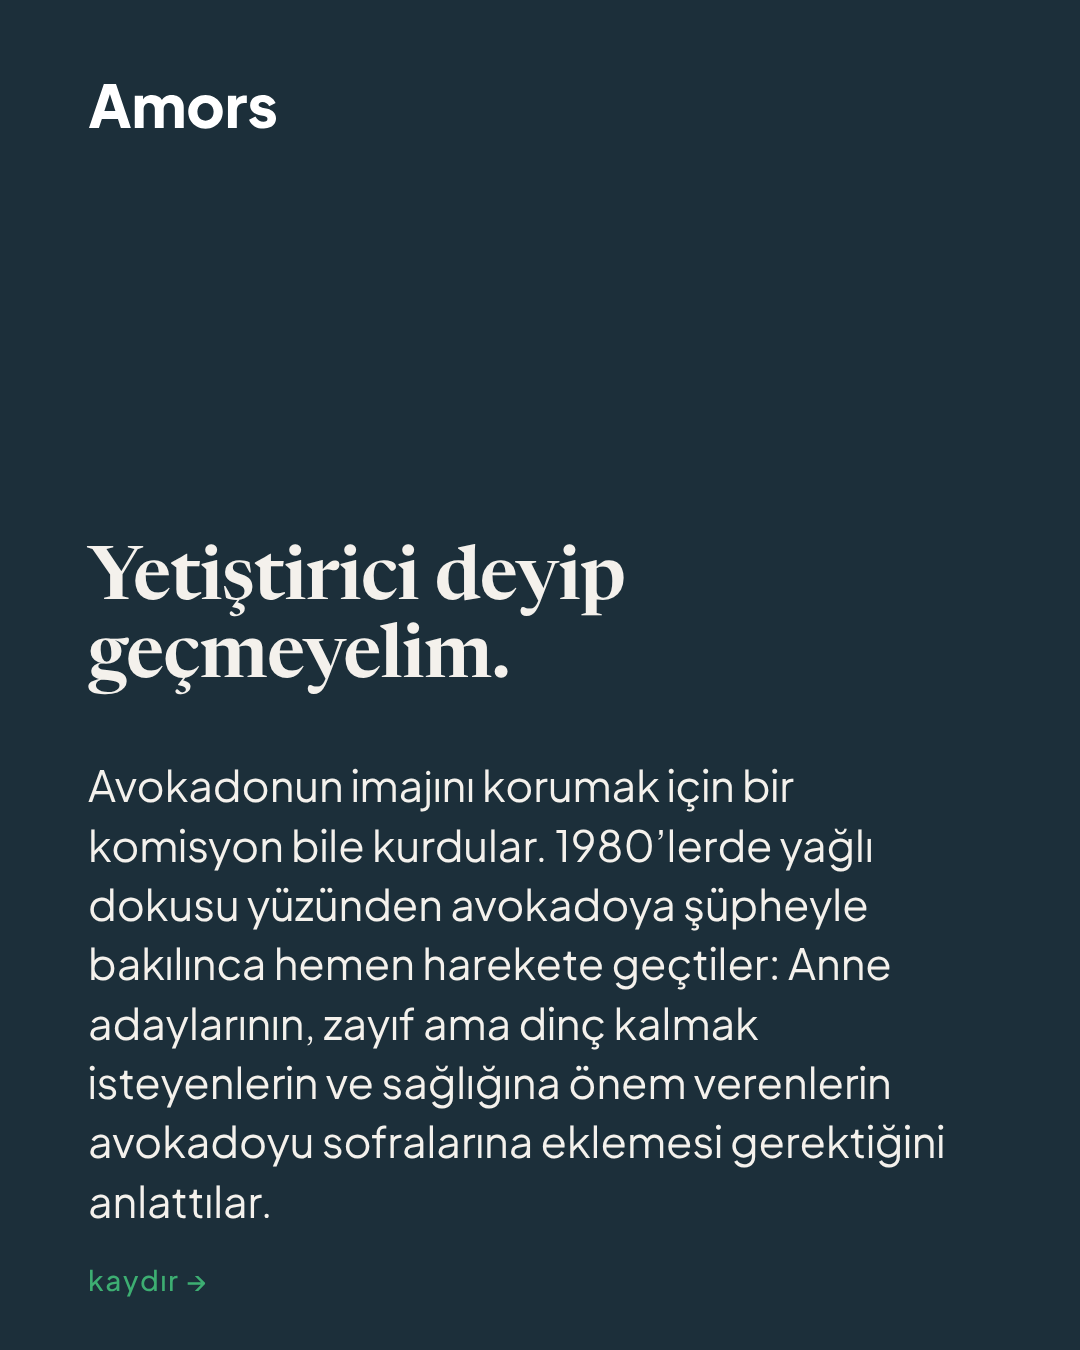 Amors
Yetiştirici deyip
geçmeyelim.
Avokadonun imajını korumak için bir
komisyon bile kurdular. 1980’lerde yağlı
dokusu yüzünden avokadoya şüpheyle
bakılınca hemen harekete geçtiler: Anne
adaylarının, zayıf ama dinç kalmak
isteyenlerin ve sağlığına önem verenlerin
avokadoyu sofralarına eklemesi gerektiğini
anlattılar.
kaydır →